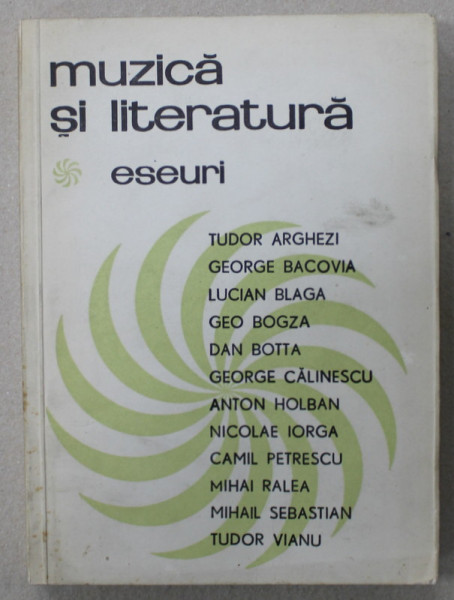 muzică
și literatură
eseuri
TUDOR ARGHEZI
GEORGE BACOVIA
LUCIAN BLAGA
GEO BOGZA
DAN BOTTA
GEORGE CĂLINESCU
ANTON HOLBAN
NICOLAE IORGA
CAMIL PETRESCU
MIHAI RALEA
MIHAIL SEBASTIAN
TUDOR VIANU